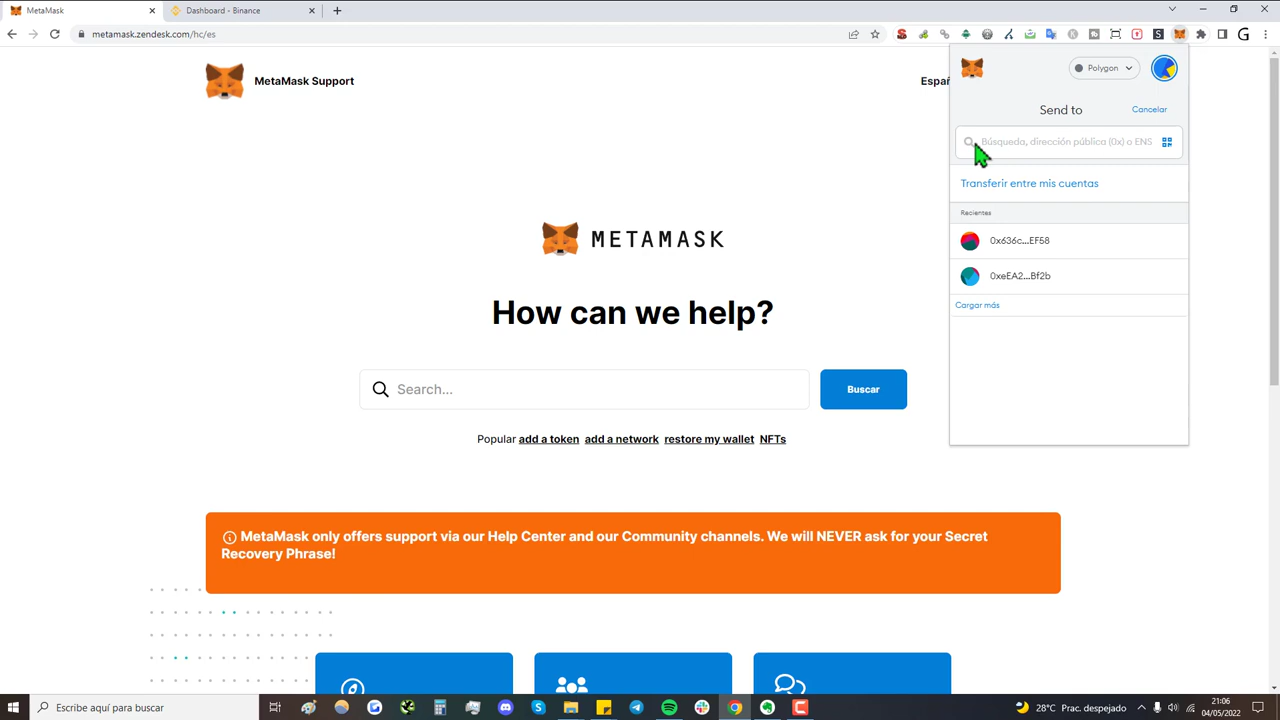 MetaMask
Dashboard - Binance
metamask.zendesk.com/hc/es
MetaMask Support
Españ
METAMASK
How can we help?
Search...
Buscar
Popular add a token add a network restore my wallet NFTs
MetaMask only offers support via our Help Center and our Community channels. We will NEVER ask for your Secret
Recovery Phrase!
Polygon
Send to
Cancelar
Búsqueda, dirección pública (0x) o ENS
Transferir entre mis cuentas
Recientes
0x636c...EF58
0xeEA2...Bf2b
Cargar más
Escribe aquí para buscar
28°C Prac. despejado
21:06
04/05/2022